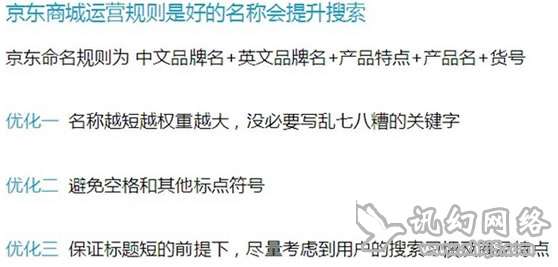 京东商城运营规则是好的名称会提升搜索
京东命名规则为 中文品牌名+英文品牌名+产品特点+产品名+货号
优化一 名称越短越权重越大，没必要写乱七八糟的关键字
优化二 避免空格和其他标点符号
讯幻网络
优化三 保证标题短的前提下，尽量考虑到用户的搜索